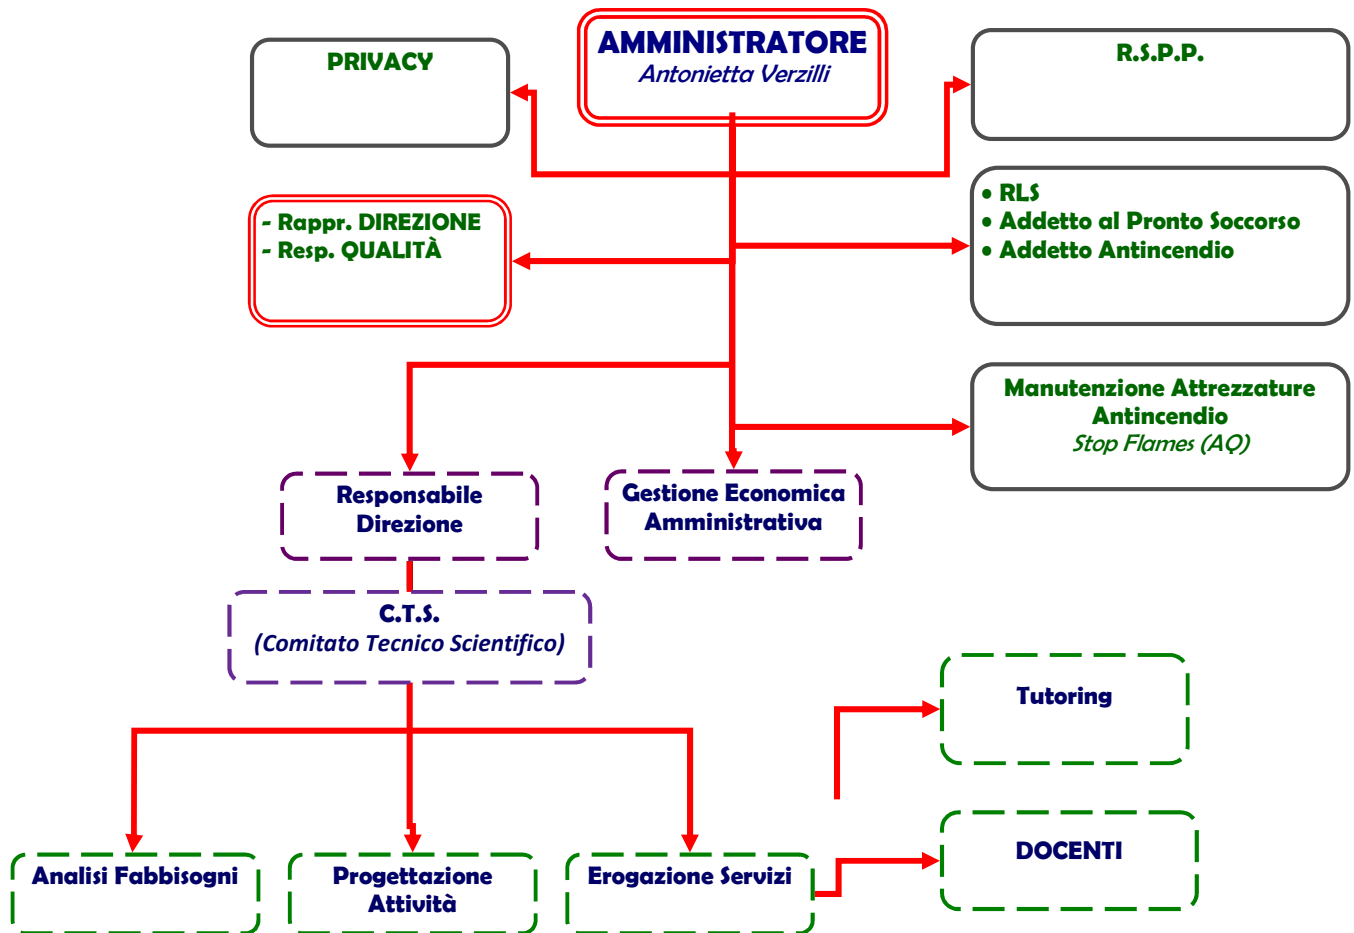 AMMINISTRATORE
Antonietta Verzilli
PRIVACY
R.S.P.P.
- Rappr. DIREZIONE
- Resp. QUALITÀ
• RLS
• Addetto al Pronto Soccorso
• Addetto Antincendio
Manutenzione Attrezzature
Antincendio
Stop Flames (AQ)
Responsabile
Direzione
Gestione Economica
Amministrativa
C.T.S.
(Comitato Tecnico Scientifico)
Tutoring
DOCENTI
Analisi Fabbisogni
Progettazione
Attività
Erogazione Servizi